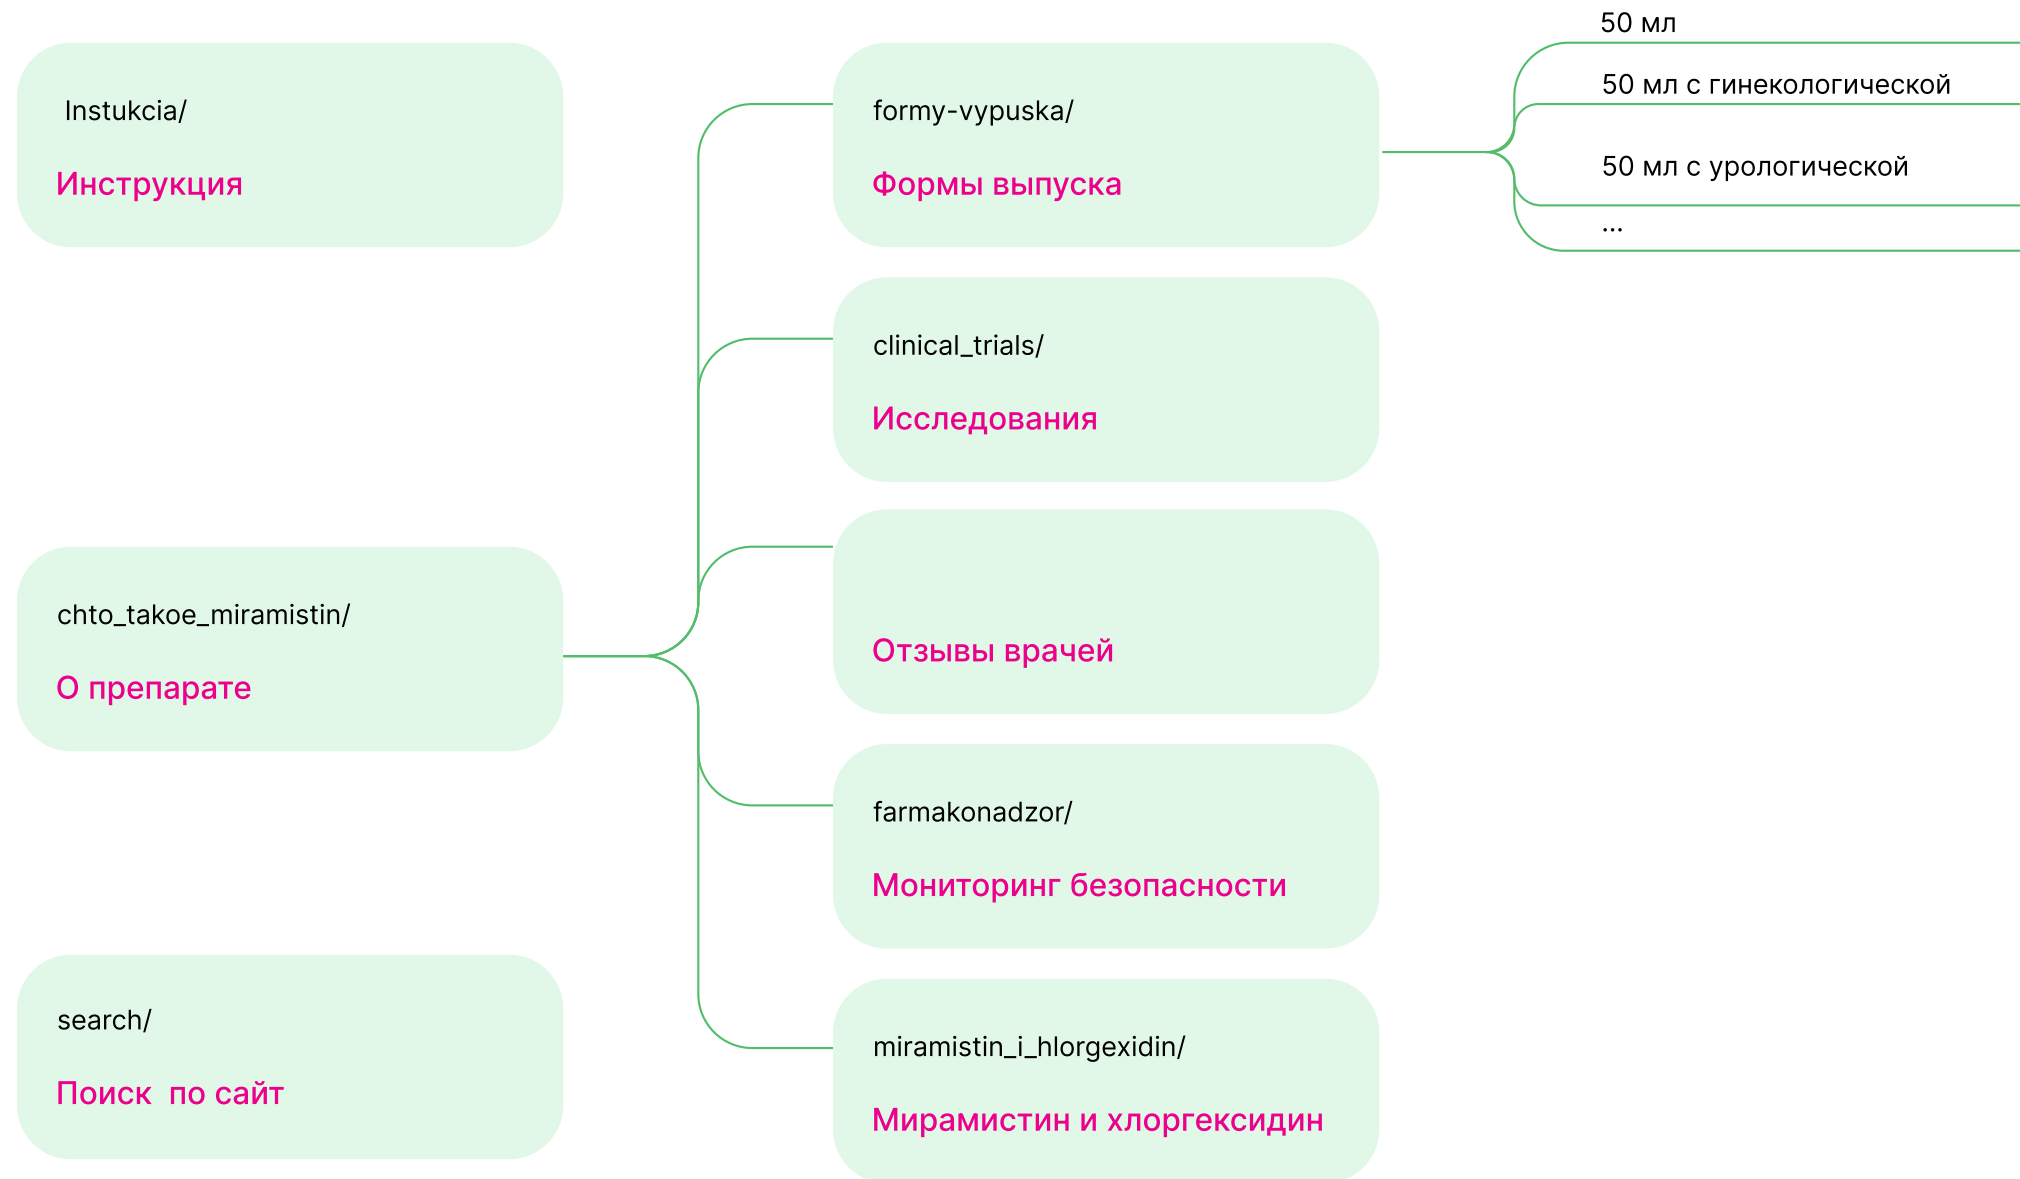 Instukcia/
Инструкция
chto_takoe_miramistin/
О препарате
search/
Поиск  по сайт
formy-vypuska/
Формы выпуска
clinical_trials/
Исследования
Отзывы врачей
farmakonadzor/
Мониторинг безопасности
miramistin_i_hlorgexidin/
Мирамистин и хлоргексидин
50 мл
50 мл с гинекологической
50 мл с урологической
...